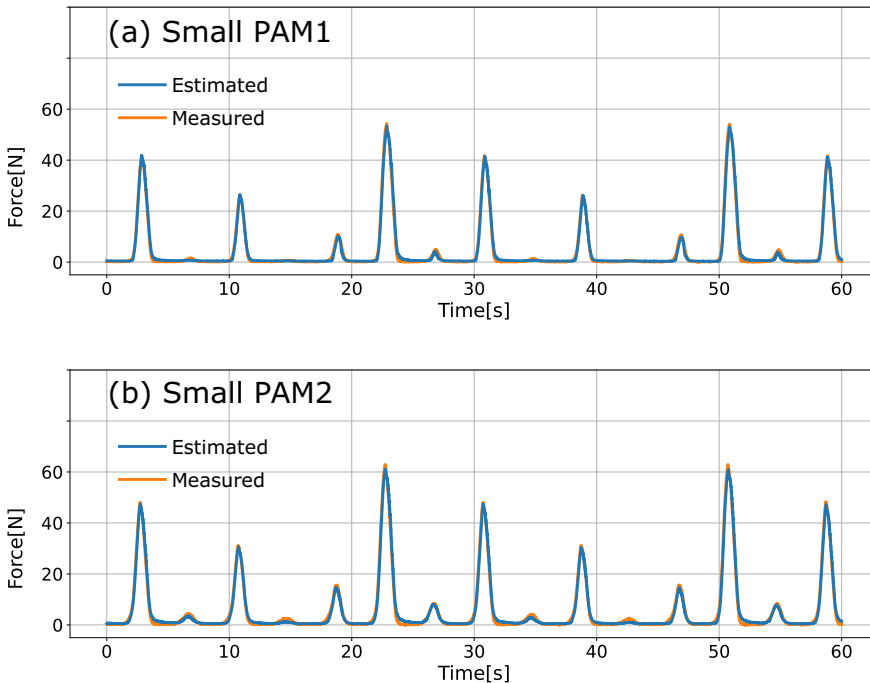 (a) Small PAM1
Estimated
Measured
Force[N]
60
40
20
0
0 10 20 30 40 50 60
Time[s]
(b) Small PAM2
Estimated
Measured
Force[N]
60
40
20
0
0 10 20 30 40 50 60
Time[s]